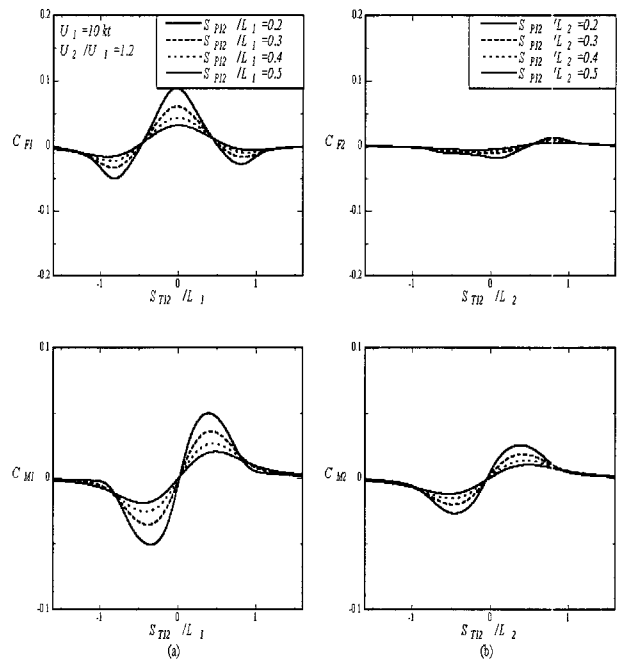 0.2
0.1
0
-0.1
-0.2
C F1
U 1 =10 kt
U 2 /U 1 =1.2
S P12 /L 1 =0.2
S P12 /L 1 =0.3
S P12 /L 1 =0.4
S P12 /L 1 =0.5
-1 0 1
S T12 /L 1
0.2
0.1
0
-0.1
-0.2
C F2
S P12 /L 2 =0.2
S P12 /L 2 =0.3
S P12 /L 2 =0.4
S P12 /L 2 =0.5
-1 0 1
S T12 /L 2
0.1
0
-0.1
C M1
-1 0 1
S T12 /L 1
(a)
0.1
0
-0.1
C M2
-1 0 1
S T12 /L 2
(b)